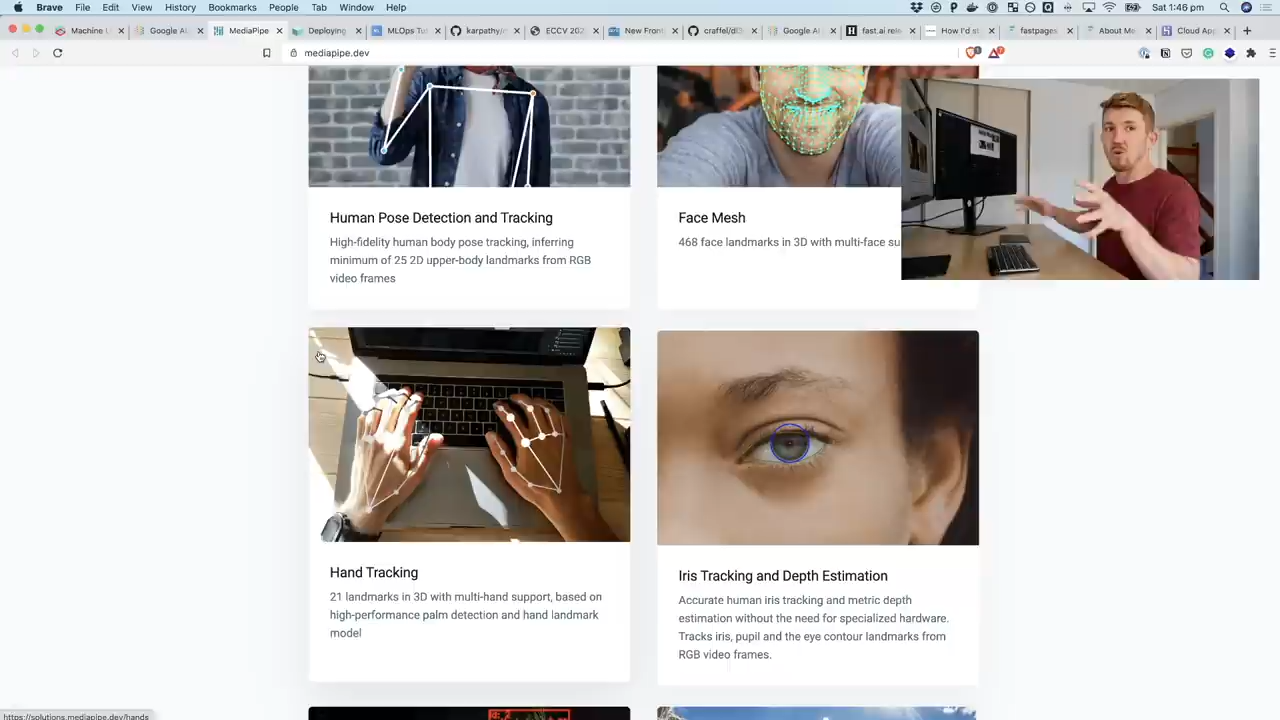 Brave File Edit View History Bookmarks People Tab Window Help Sat 1:46 pm
Machine L Google AI MediaPipe Deploying MLOps Tu karpathy/m ECCV 202 New Front craffel/dl Google AI fast.ai rele How I'd st fastpages About Me Cloud App
mediapipe.dev
Human Pose Detection and Tracking
High-fidelity human body pose tracking, inferring
minimum of 25 2D upper-body landmarks from RGB
video frames
Face Mesh
468 face landmarks in 3D with multi-face su
Hand Tracking
21 landmarks in 3D with multi-hand support, based on
high-performance palm detection and hand landmark
model
Iris Tracking and Depth Estimation
Accurate human iris tracking and metric depth
estimation without the need for specialized hardware.
Tracks iris, pupil and the eye contour landmarks from
RGB video frames.
https://solutions.mediapipe.dev/hands